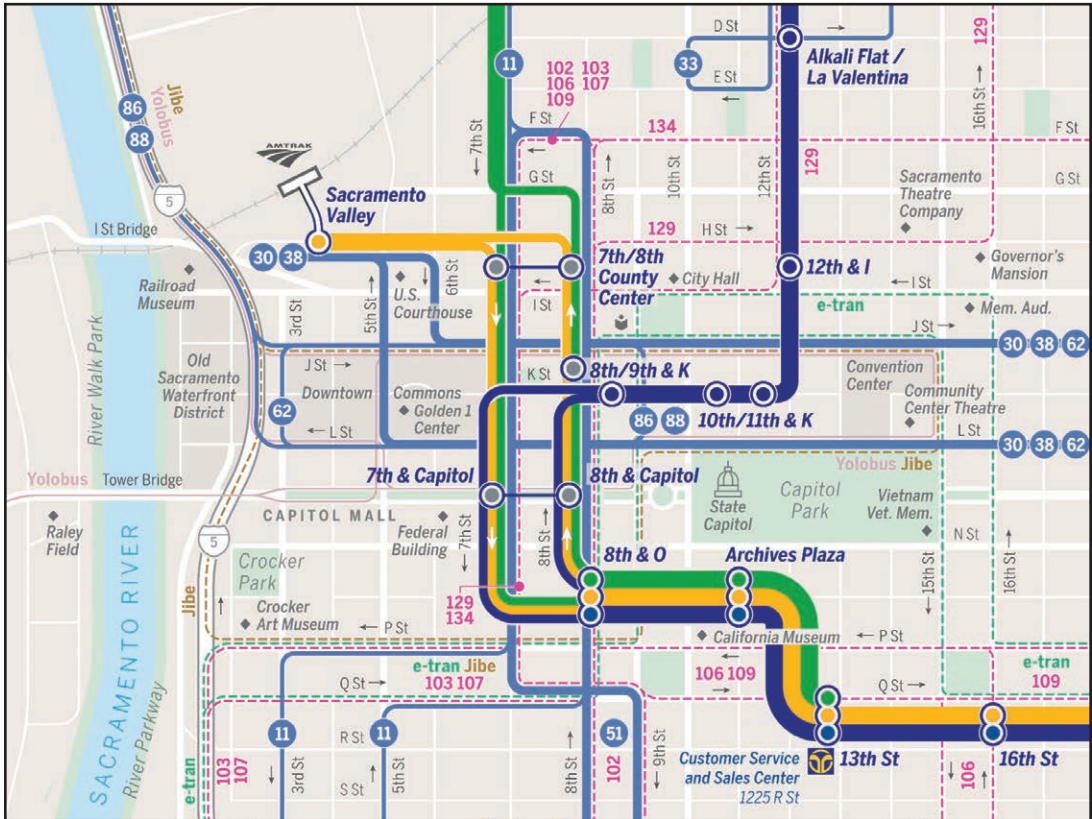 D St →
11
33
Alkali Flat /
La Valentina
129
16th St →
E St
←
102 103
106 107
109
Jibe
Yolobus
86
88
F St
←
134
F St
→
← 7th St
8th St →
10th St
12th St
129
AMTRAK
G St
G St
Sacramento
Valley
5
Sacramento
Theatre
Company
I St Bridge
129
H St →
30 38
7th/8th
County
Center
12th & I
Governor's
Mansion
Railroad
Museum
U.S.
Courthouse
6th St
←
City Hall
← I St
I St
3rd St
5th St →
e-tran
Mem. Aud.
J St →
30 38 62
River Walk Park
Old
Sacramento
Waterfront
District
J St →
Downtown
K St
8th/9th & K
Convention
Center
Commons
Golden 1
Center
10th/11th & K
Community
Center Theatre
62
← L St
86 88
L St
←
30 38 62
Yolobus
Tower Bridge
7th & Capitol
8th & Capitol
Yolobus Jibe
State
Capitol
Capitol
Park
Vietnam
Vet. Mem.
CAPITOL MALL
Raley
Field
5
Federal
Building
← 7th St
8th St →
N St
→
8th & O
Archives Plaza
← 15th St
16th St →
Crocker
Park
SACRAMENTO RIVER
Jibe
Crocker
Art Museum
129
134
← P St
California Museum
← P St
e-tran Jibe
103 107
←
106 109
→
e-tran
109
Q St →
Q St →
River Parkway
11
11
R St
51
Customer Service
and Sales Center
1225 R St
13th St
16th St
e-tran
103
107
← 3rd St
S St
5th St →
8th St →
102
← 9th St
106